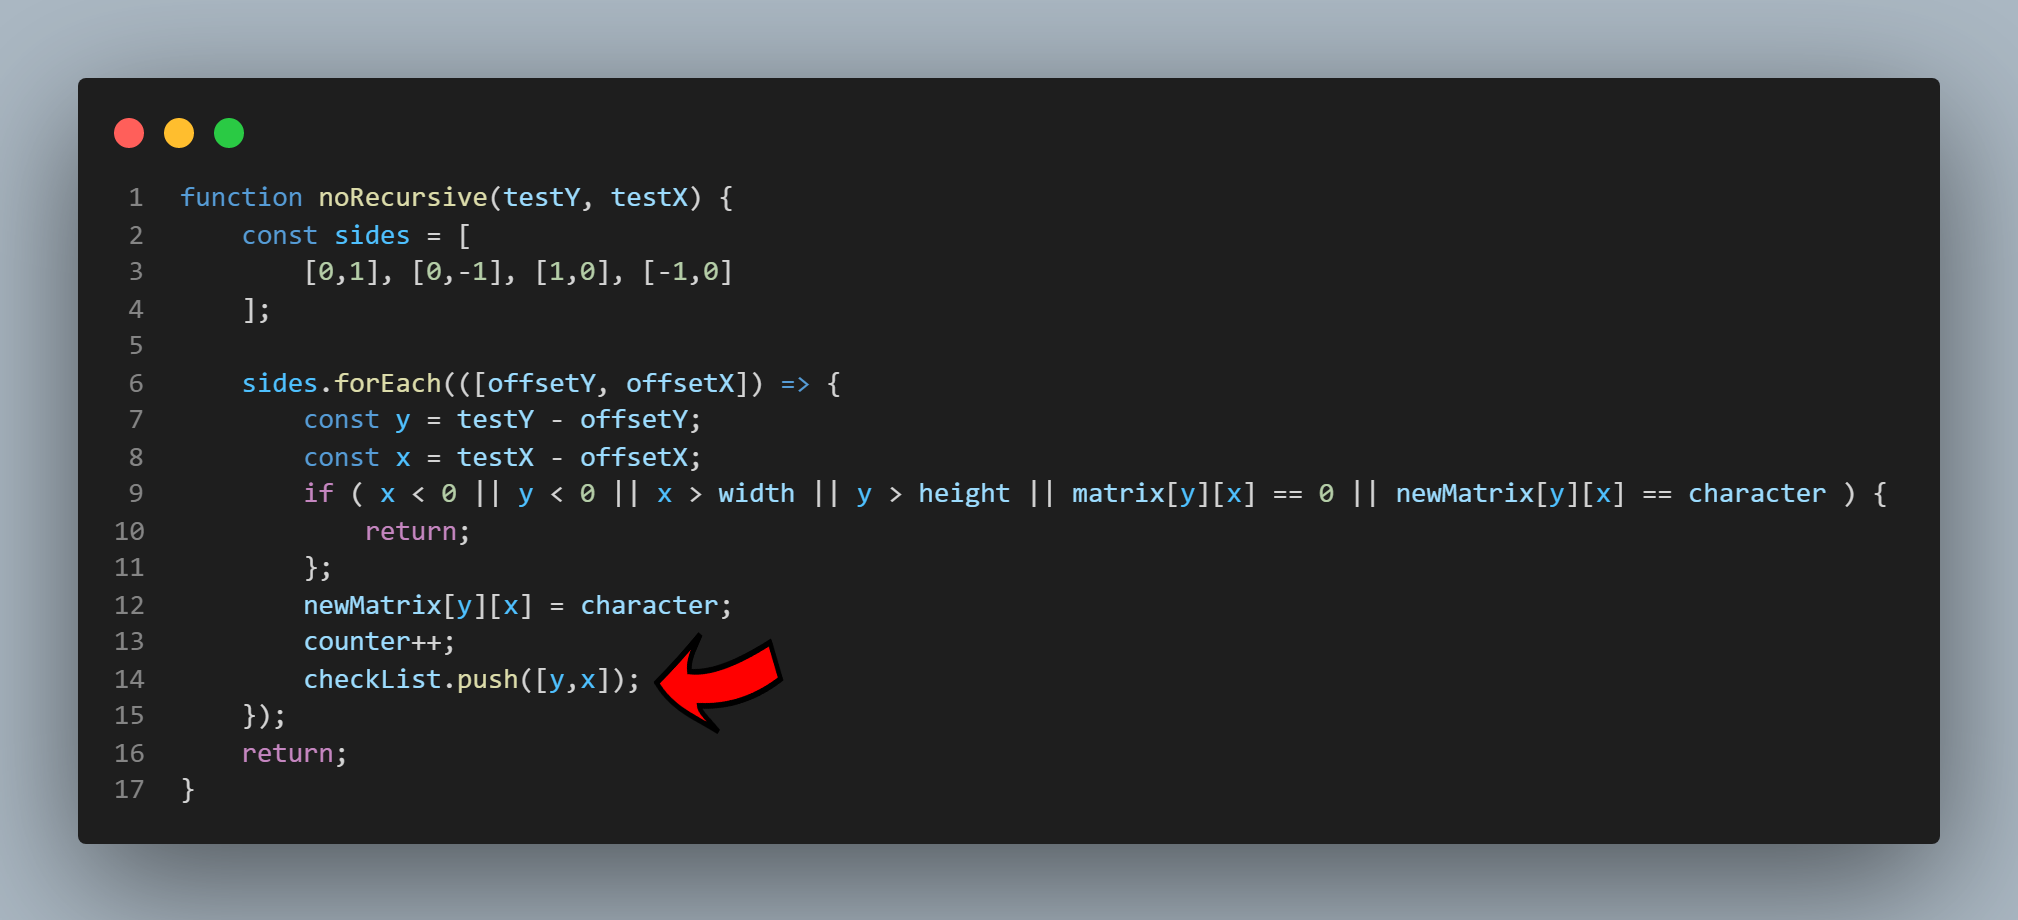 1 function noRecursive(testY, testX) {
2     const sides = [
3         [0,1], [0,-1], [1,0], [-1,0]
4     ];
5
6     sides.forEach(([offsetY, offsetX]) => {
7         const y = testY - offsetY;
8         const x = testX - offsetX;
9         if ( x < 0 || y < 0 || x > width || y > height || matrix[y][x] == 0 || newMatrix[y][x] == character ) {
10             return;
11         };
12         newMatrix[y][x] = character;
13         counter++;
14         checkList.push([y,x]);
15     });
16     return;
17 }